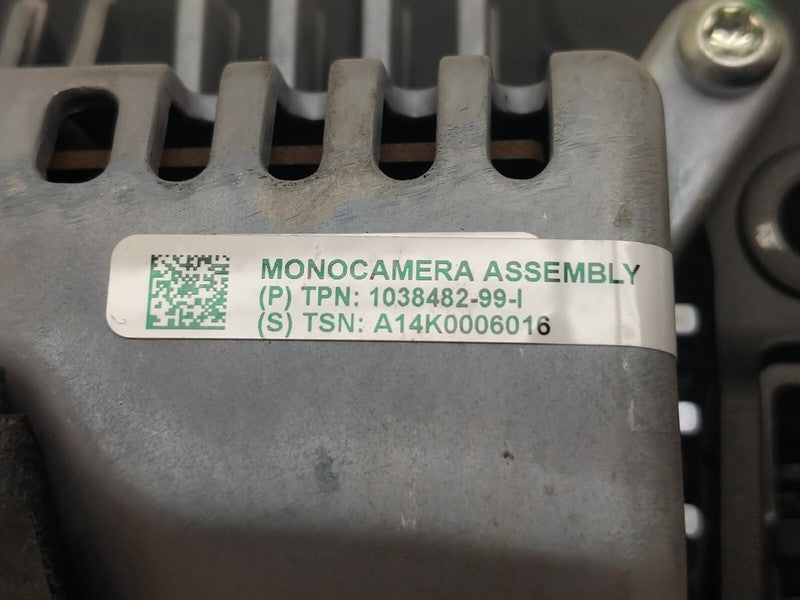 MONOCAMERA ASSEMBLY
(P) TPN: 1038482-99-I
(S) TSN: A14K0006016